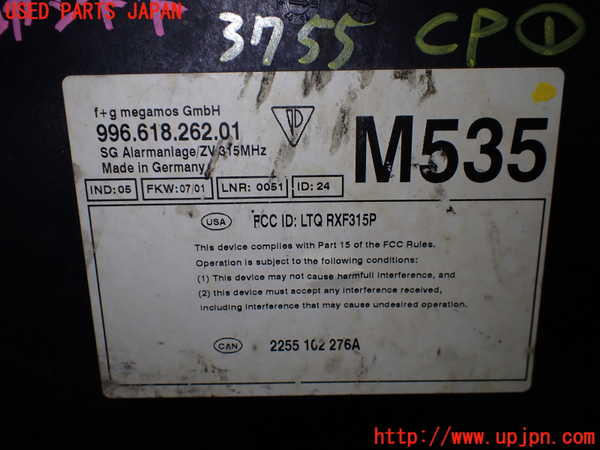 USED PARTS JAPAN
3755 CP①
f+g megamos GmbH
996.618.262.01
SG Alarmanlage/ZV 315MHz
Made in Germany
M535
IND: 05 FKW: 07/01 LNR: 0051 ID: 24
USA FCC ID: LTQ RXF315P
This device complies with Part 15 of the FCC Rules.
Operation is subject to the following conditions:
(1) This device may not cause harmfull interference, and
(2) this device must accept any interference received,
including interference that may cause undesired operation.
CAN 2255 102 276A
http://www.upjpn.com/